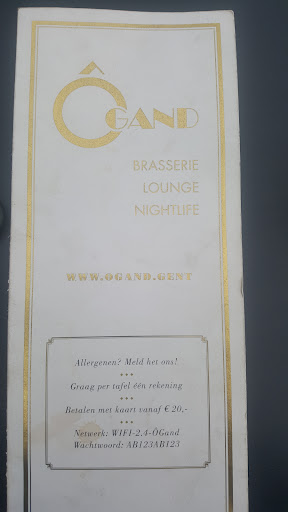 ÔGAND
BRASSERIE
LOUNGE
NIGHTLIFE
WWW.OGAND.GENT
Allergenen? Meld het ons!
Graag per tafel één rekening
Betalen met kaart vanaf € 20,-
Netwerk: WIFI-2,4-ÔGand
Wachtwoord: AB123AB123